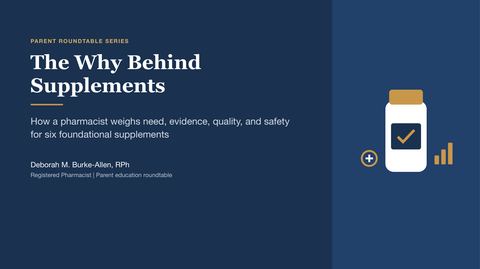 PARENT ROUNDTABLE SERIES
The Why Behind
Supplements
How a pharmacist weighs need, evidence, quality, and safety
for six foundational supplements
Deborah M. Burke-Allen, RPh
Registered Pharmacist | Parent education roundtable